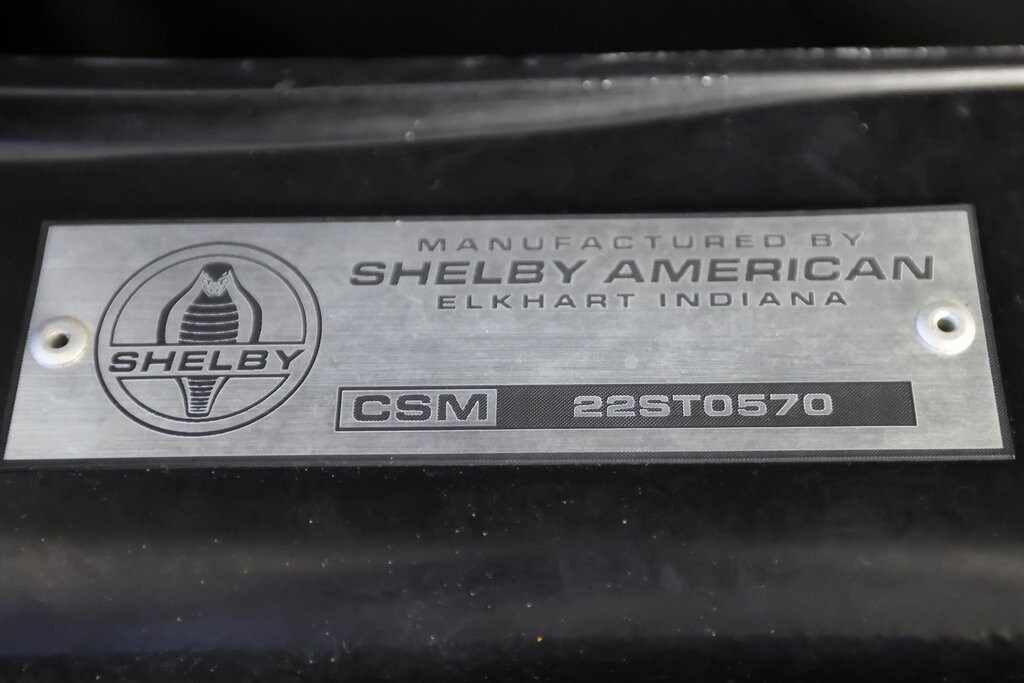 MANUFACTURED BY
SHELBY AMERICAN
ELKHART INDIANA
SHELBY
CSM 22ST0570